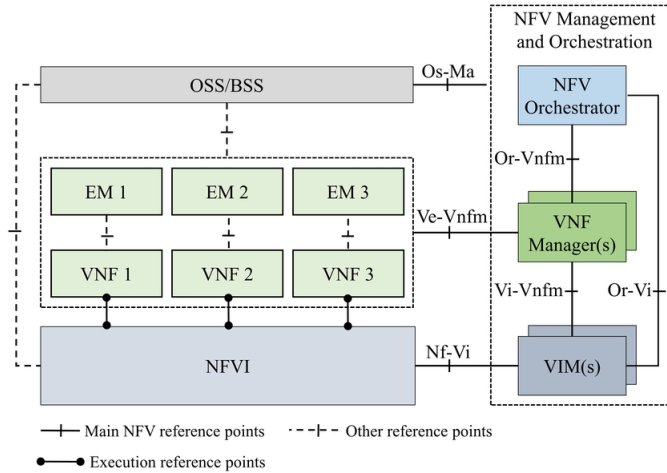 NFV Management
and Orchestration
OSS/BSS
Os-Ma
NFV
Orchestrator
Or-Vnfm
EM 1
EM 2
EM 3
Ve-Vnfm
VNF
Manager(s)
VNF 1
VNF 2
VNF 3
Vi-Vnfm
Or-Vi
NFVI
Nf-Vi
VIM(s)
Main NFV reference points
Other reference points
Execution reference points